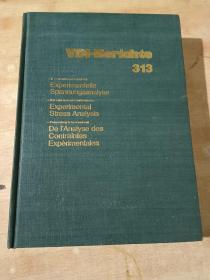 VDI-Berichte
313
Experimentelle
Spannungsanalyse
Experimental
Stress Analysis
De l'Analyse des
Contraintes
Expérimentales